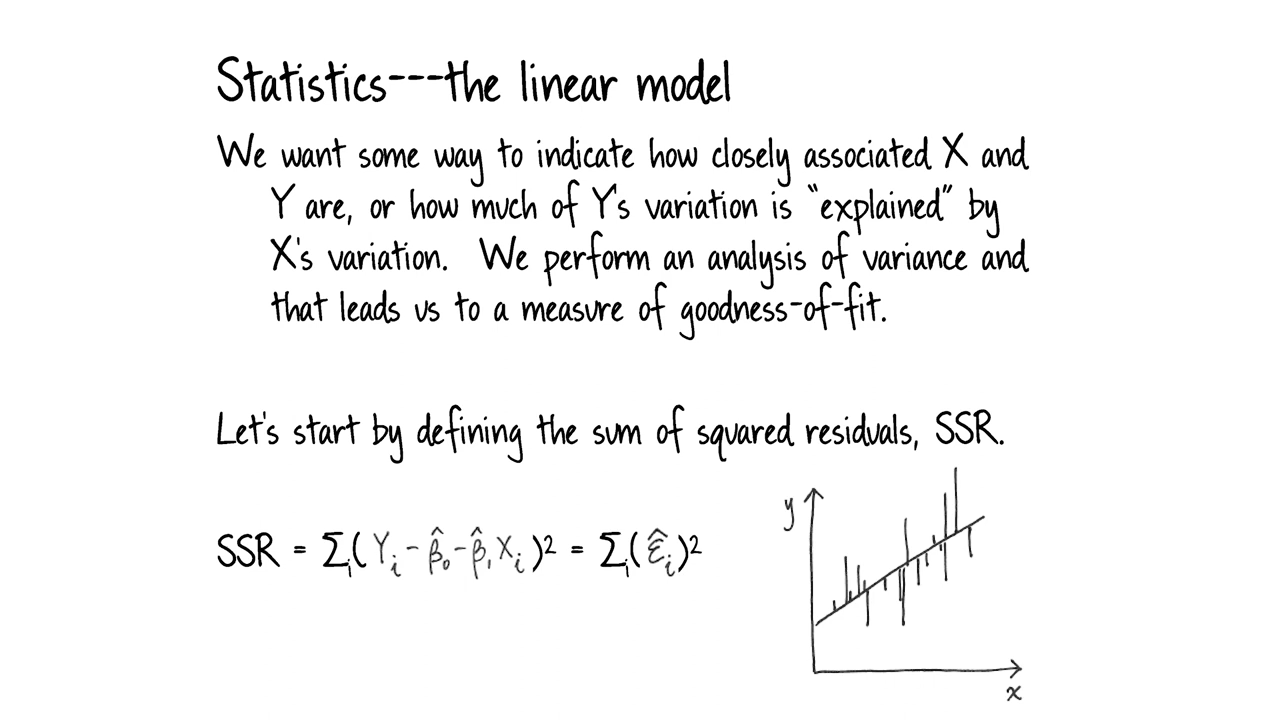 Statistics---the linear model
We want some way to indicate how closely associated X and
Y are, or how much of Y's variation is “explained” by
X's variation. We perform an analysis of variance and
that leads us to a measure of goodness-of-fit.
Let's start by defining the sum of squared residuals, SSR.
y
SSR = Σᵢ( Yᵢ - β̂₀ - β̂₁Xᵢ )² = Σᵢ( ε̂ᵢ )²
x